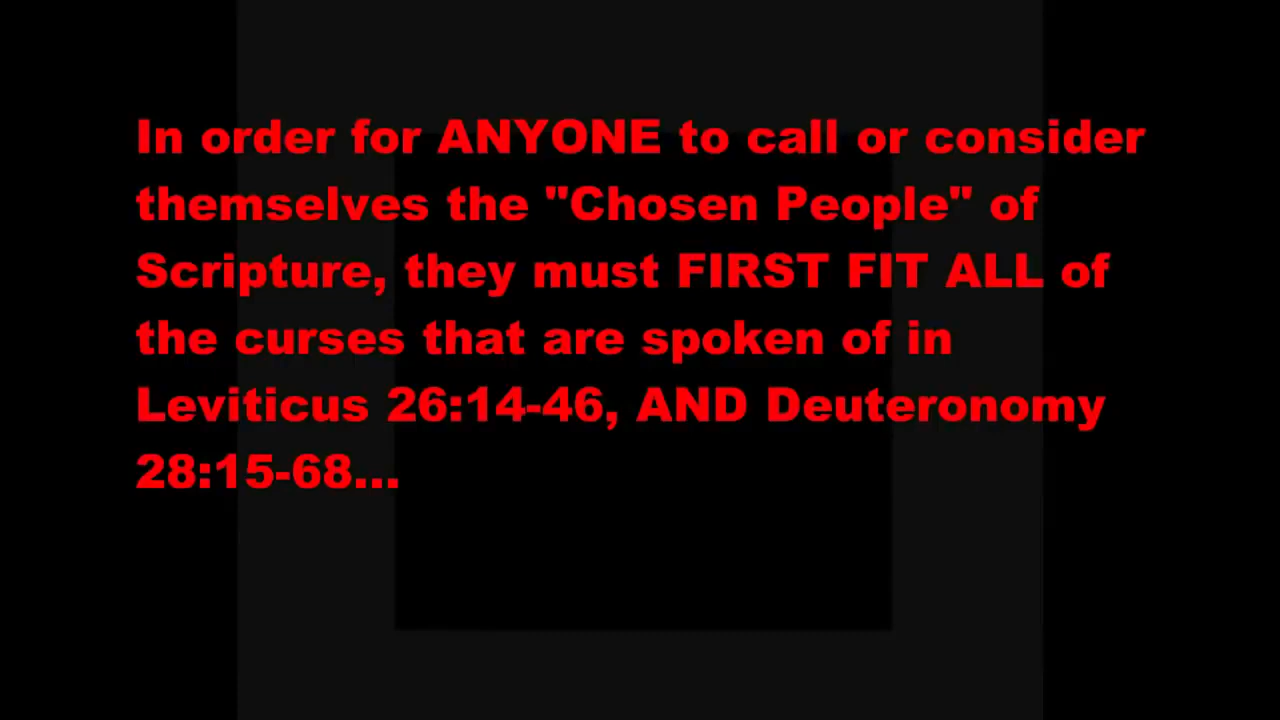 In order for ANYONE to call or consider
themselves the "Chosen People" of
Scripture, they must FIRST FIT ALL of
the curses that are spoken of in
Leviticus 26:14-46, AND Deuteronomy
28:15-68...